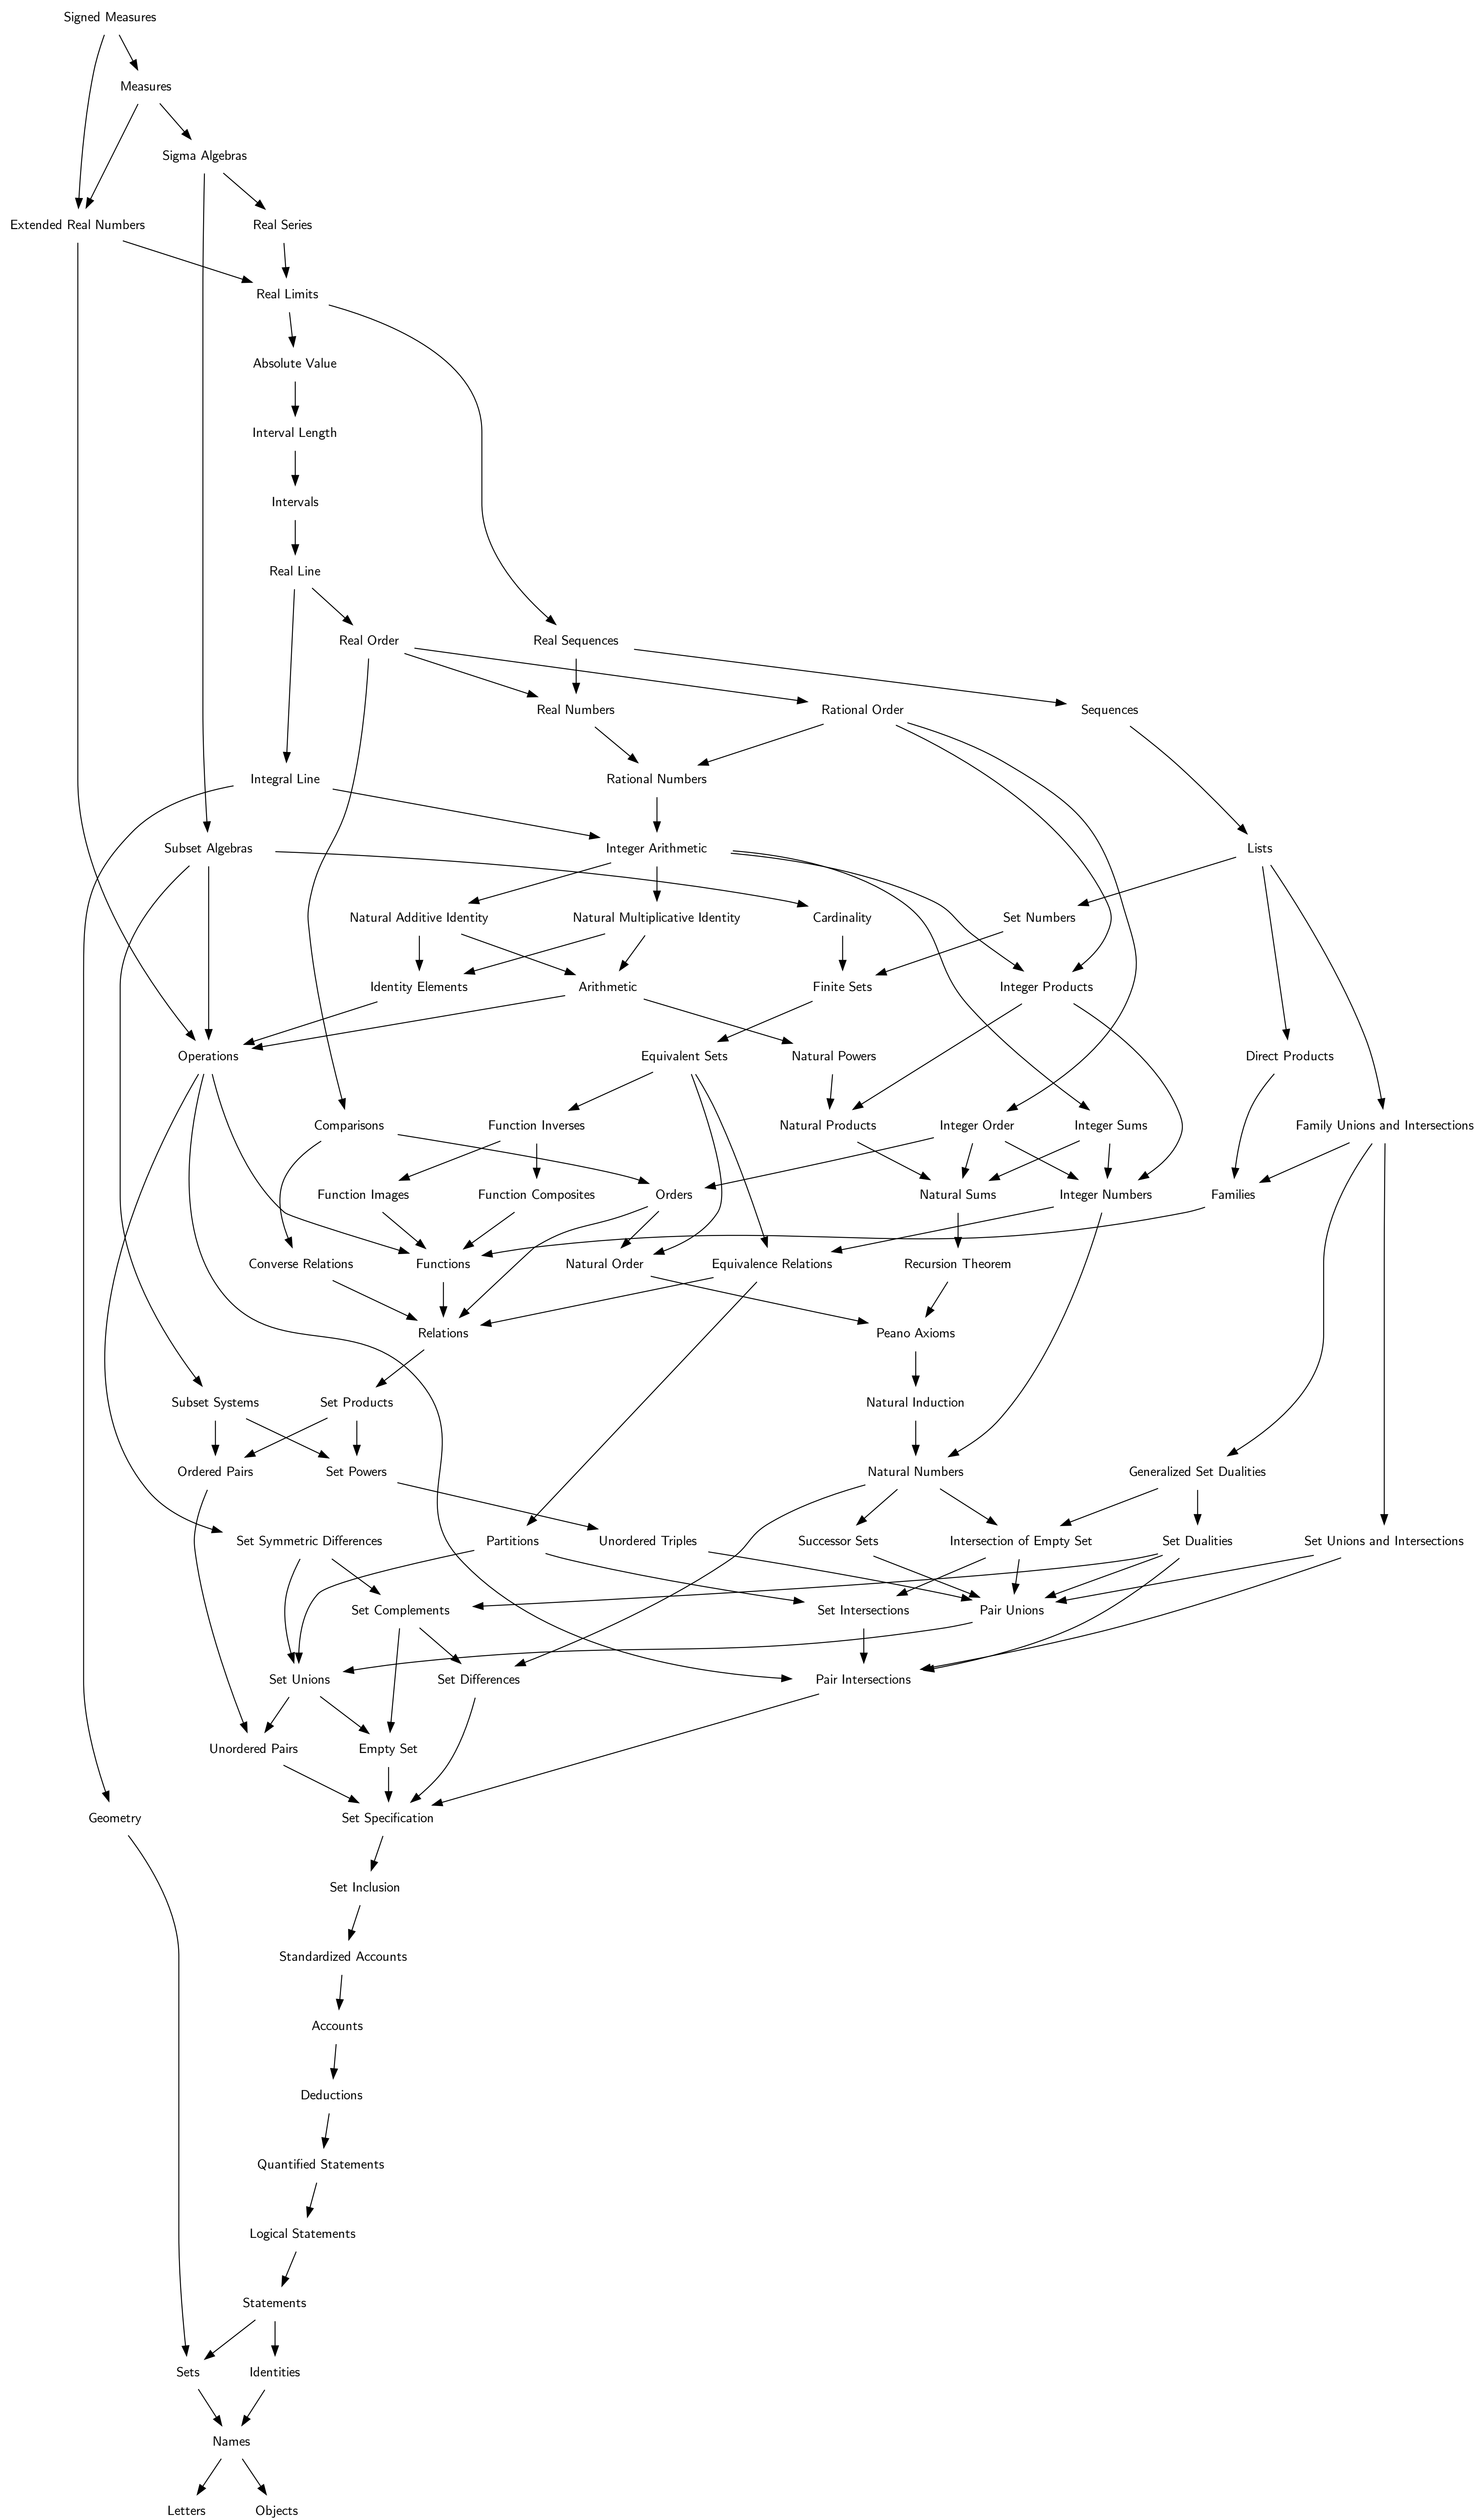 Signed Measures
Measures
Sigma Algebras
Extended Real Numbers
Real Series
Real Limits
Absolute Value
Interval Length
Intervals
Real Line
Real Order
Real Sequences
Real Numbers
Rational Order
Sequences
Integral Line
Rational Numbers
Subset Algebras
Integer Arithmetic
Lists
Natural Additive Identity
Natural Multiplicative Identity
Cardinality
Set Numbers
Identity Elements
Arithmetic
Finite Sets
Integer Products
Operations
Equivalent Sets
Natural Powers
Direct Products
Comparisons
Function Inverses
Natural Products
Integer Order
Integer Sums
Family Unions and Intersections
Function Images
Function Composites
Orders
Natural Sums
Integer Numbers
Families
Converse Relations
Functions
Natural Order
Equivalence Relations
Recursion Theorem
Relations
Peano Axioms
Subset Systems
Set Products
Natural Induction
Ordered Pairs
Set Powers
Natural Numbers
Generalized Set Dualities
Set Symmetric Differences
Partitions
Unordered Triples
Successor Sets
Intersection of Empty Set
Set Dualities
Set Unions and Intersections
Set Complements
Set Intersections
Pair Unions
Set Unions
Set Differences
Pair Intersections
Unordered Pairs
Empty Set
Geometry
Set Specification
Set Inclusion
Standardized Accounts
Accounts
Deductions
Quantified Statements
Logical Statements
Statements
Sets
Identities
Names
Letters
Objects